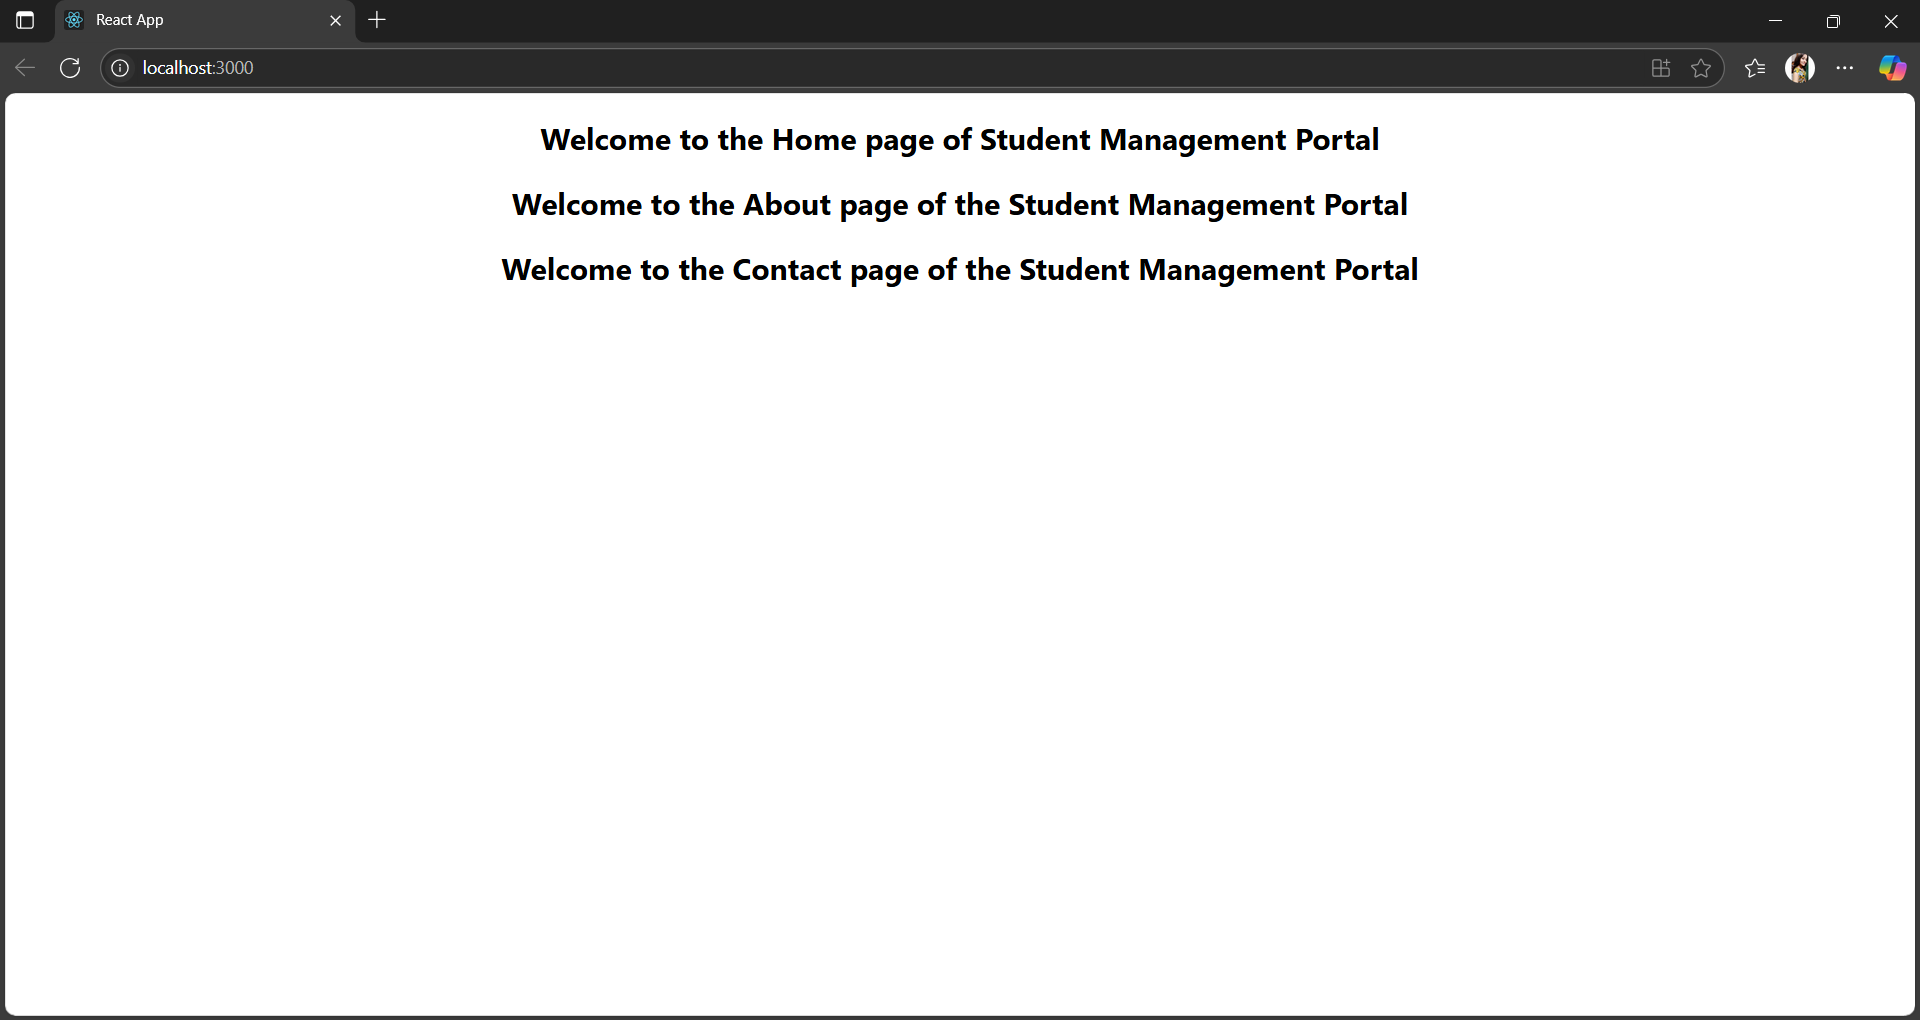 React App
localhost:3000
Welcome to the Home page of Student Management Portal
Welcome to the About page of the Student Management Portal
Welcome to the Contact page of the Student Management Portal